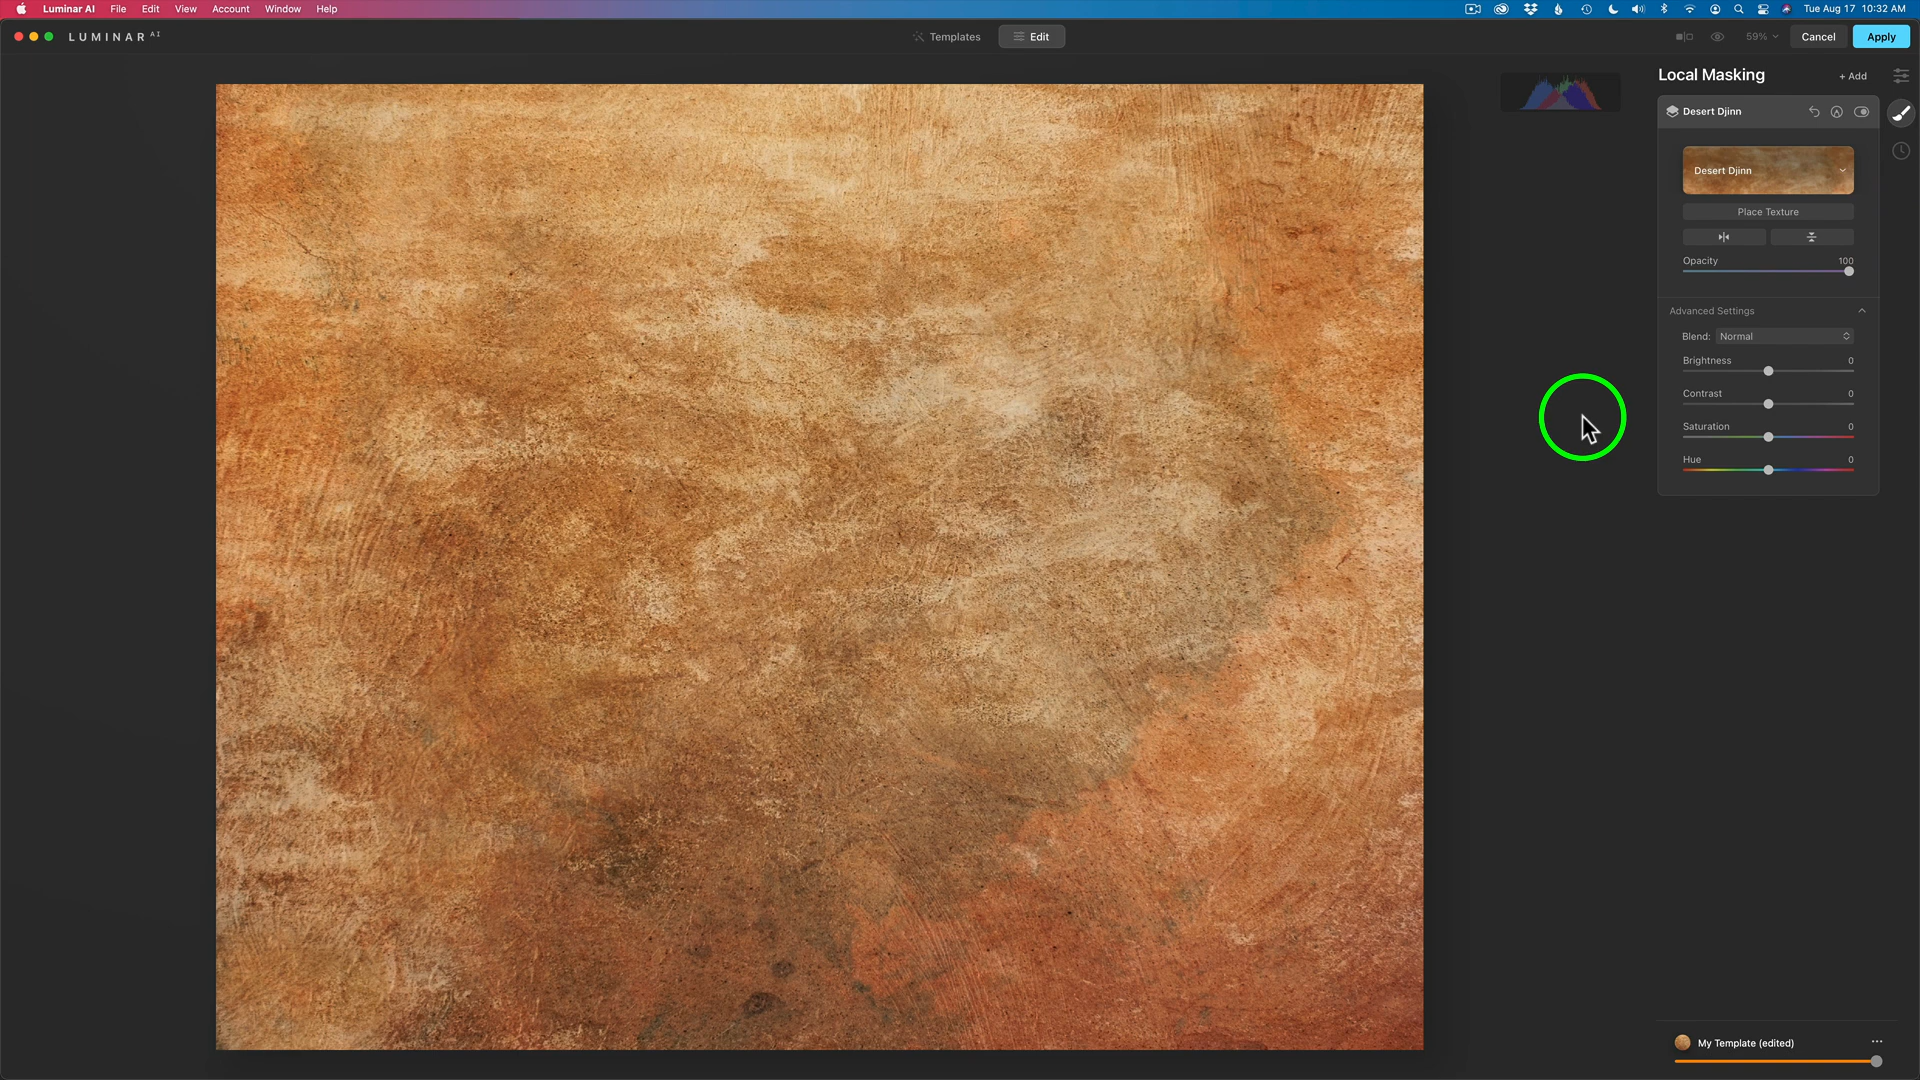 Luminar AI File Edit View Account Window Help Tue Aug 17 10:32 AM
LUMINAR AI Templates Edit 59% Cancel Apply
Local Masking + Add
Desert Djinn
Desert Djinn
Place Texture
Opacity 100
Advanced Settings
Blend: Normal
Brightness 0
Contrast 0
Saturation 0
Hue 0
My Template (edited)